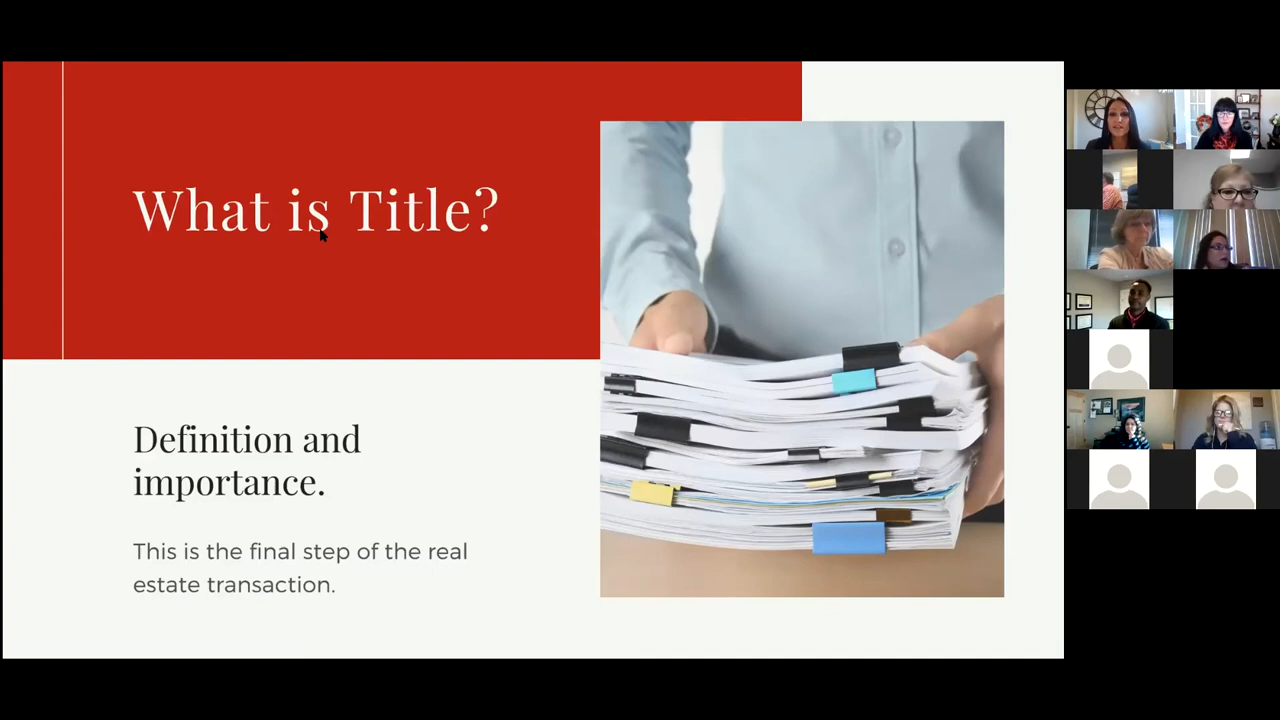 What is Title?
Definition and
importance.
This is the final step of the real
estate transaction.